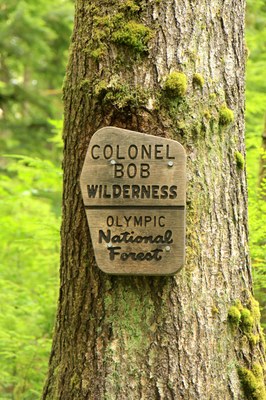 COLONEL
BOB
WILDERNESS
OLYMPIC
National
Forest